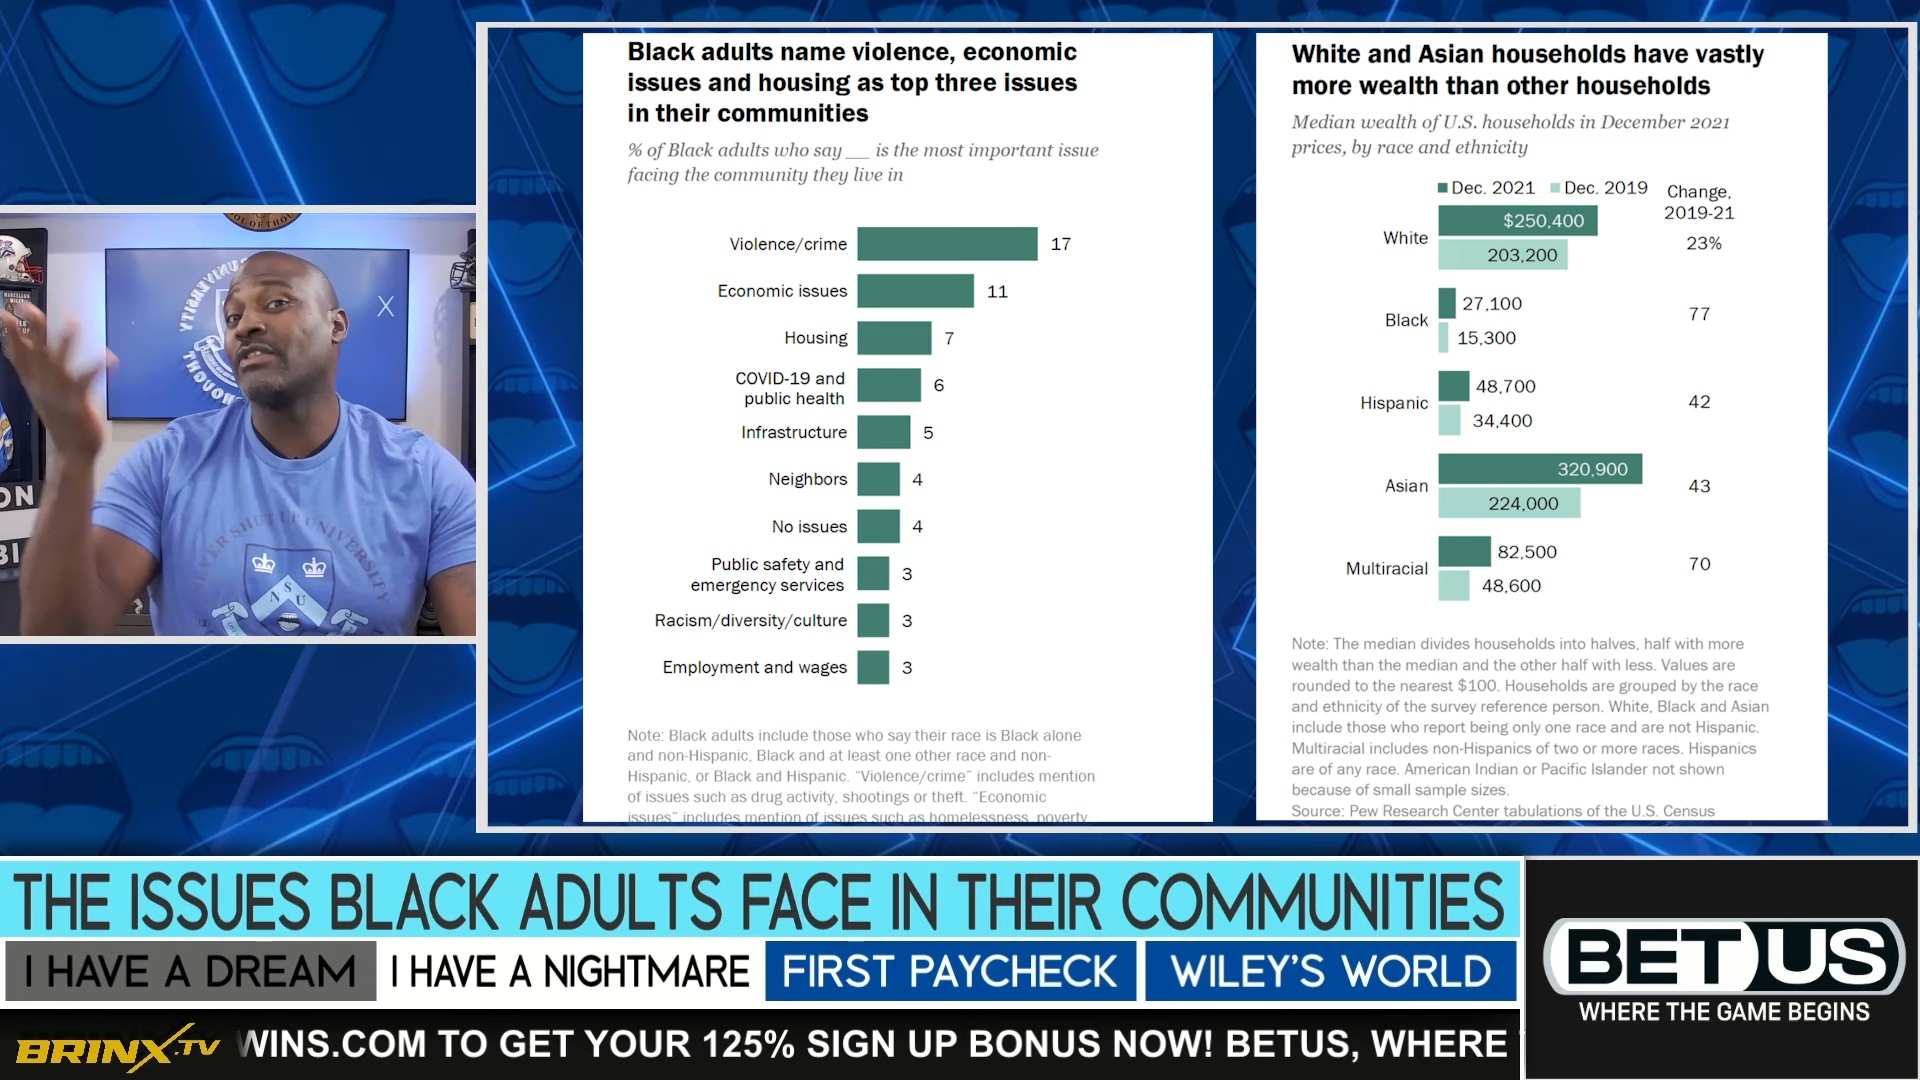 Black adults name violence, economic
issues and housing as top three issues
in their communities
% of Black adults who say __ is the most important issue
facing the community they live in
Violence/crime 17
Economic issues 11
Housing 7
COVID-19 and
public health 6
Infrastructure 5
Neighbors 4
No issues 4
Public safety and
emergency services 3
Racism/diversity/culture 3
Employment and wages 3
Note: Black adults include those who say their race is Black alone
and non-Hispanic, Black and at least one other race and non-
Hispanic, or Black and Hispanic. "Violence/crime" includes mention
of issues such as drug activity, shootings or theft. "Economic
issues" includes mention of issues such as homelessness, poverty
White and Asian households have vastly
more wealth than other households
Median wealth of U.S. households in December 2021
prices, by race and ethnicity
Dec. 2021 Dec. 2019 Change,
2019-21
White $250,400 23%
203,200
Black 27,100 77
15,300
Hispanic 48,700 42
34,400
Asian 320,900 43
224,000
Multiracial 82,500 70
48,600
Note: The median divides households into halves, half with more
wealth than the median and the other half with less. Values are
rounded to the nearest $100. Households are grouped by the race
and ethnicity of the survey reference person. White, Black and Asian
include those who report being only one race and are not Hispanic.
Multiracial includes non-Hispanics of two or more races. Hispanics
are of any race. American Indian or Pacific Islander not shown
because of small sample sizes.
Source: Pew Research Center tabulations of the U.S. Census
X
ON
BI
NSU
THE ISSUES BLACK ADULTS FACE IN THEIR COMMUNITIES
I HAVE A DREAM
I HAVE A NIGHTMARE
FIRST PAYCHECK
WILEY'S WORLD
BRINX.TV
WINS.COM TO GET YOUR 125% SIGN UP BONUS NOW! BETUS, WHERE
BETUS
WHERE THE GAME BEGINS